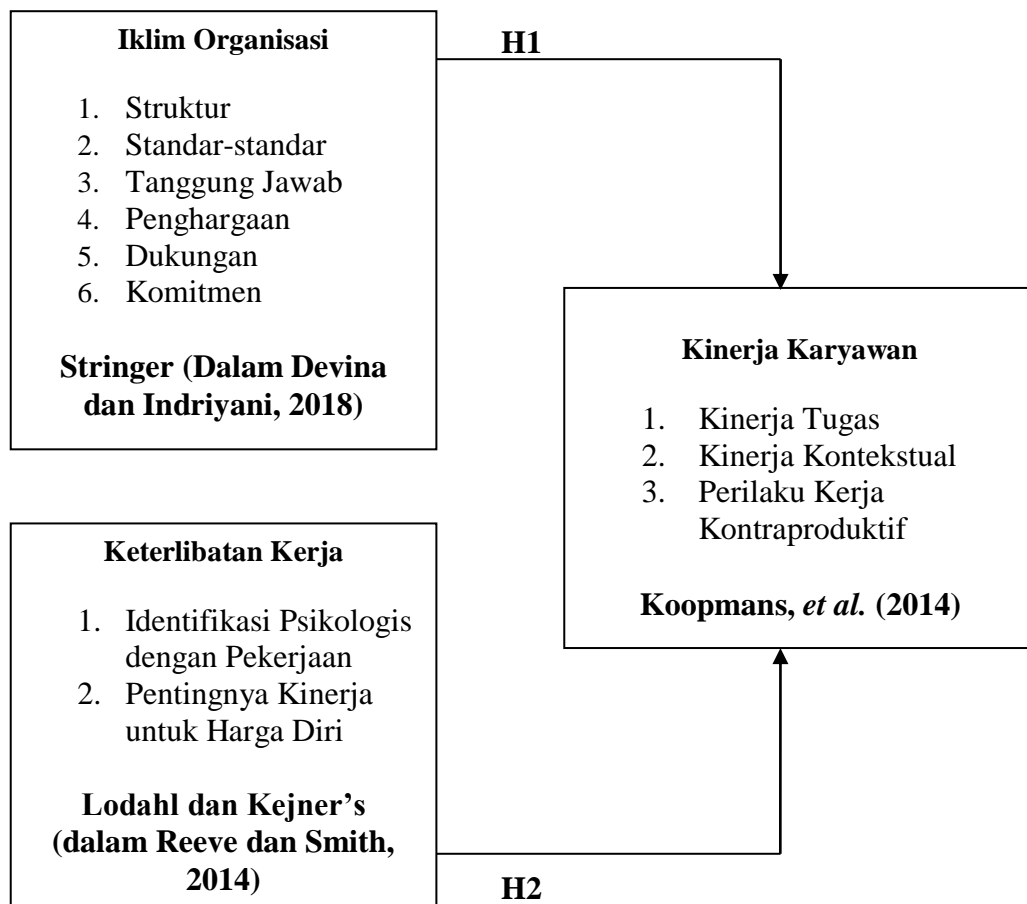 Iklim Organisasi
1. Struktur
2. Standar-standar
3. Tanggung Jawab
4. Penghargaan
5. Dukungan
6. Komitmen
Stringer (Dalam Devina
dan Indriyani, 2018)
H1
Kinerja Karyawan
1. Kinerja Tugas
2. Kinerja Kontekstual
3. Perilaku Kerja
Kontraproduktif
Koopmans, et al. (2014)
Keterlibatan Kerja
1. Identifikasi Psikologis
dengan Pekerjaan
2. Pentingnya Kinerja
untuk Harga Diri
Lodahl dan Kejner’s
(dalam Reeve dan Smith,
2014)
H2